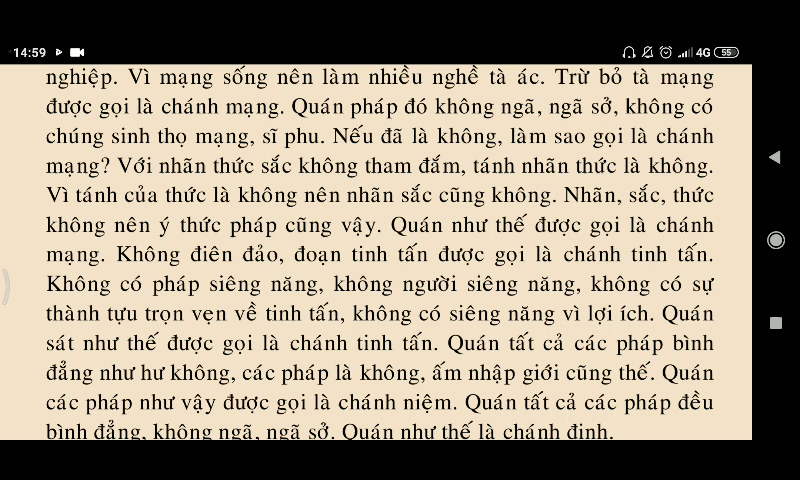 14:59
4G 55
nghiệp. Vì mạng sống nên làm nhiều nghề tà ác. Trừ bỏ tà mạng
được gọi là chánh mạng. Quán pháp đó không ngã, ngã sở, không có
chúng sinh thọ mạng, sĩ phu. Nếu đã là không, làm sao gọi là chánh
mạng? Với nhãn thức sắc không tham đắm, tánh nhãn thức là không.
Vì tánh của thức là không nên nhãn sắc cũng không. Nhãn, sắc, thức
không nên ý thức pháp cũng vậy. Quán như thế được gọi là chánh
mạng. Không điên đảo, đoạn tinh tấn được gọi là chánh tinh tấn.
Không có pháp siêng năng, không người siêng năng, không có sự
thành tựu trọn vẹn về tinh tấn, không có siêng năng vì lợi ích. Quán
sát như thế được gọi là chánh tinh tấn. Quán tất cả các pháp bình
đẳng như hư không, các pháp là không, ấm nhập giới cũng thế. Quán
các pháp như vậy được gọi là chánh niệm. Quán tất cả các pháp đều
bình đẳng, không ngã, ngã sở. Quán như thế là chánh định.